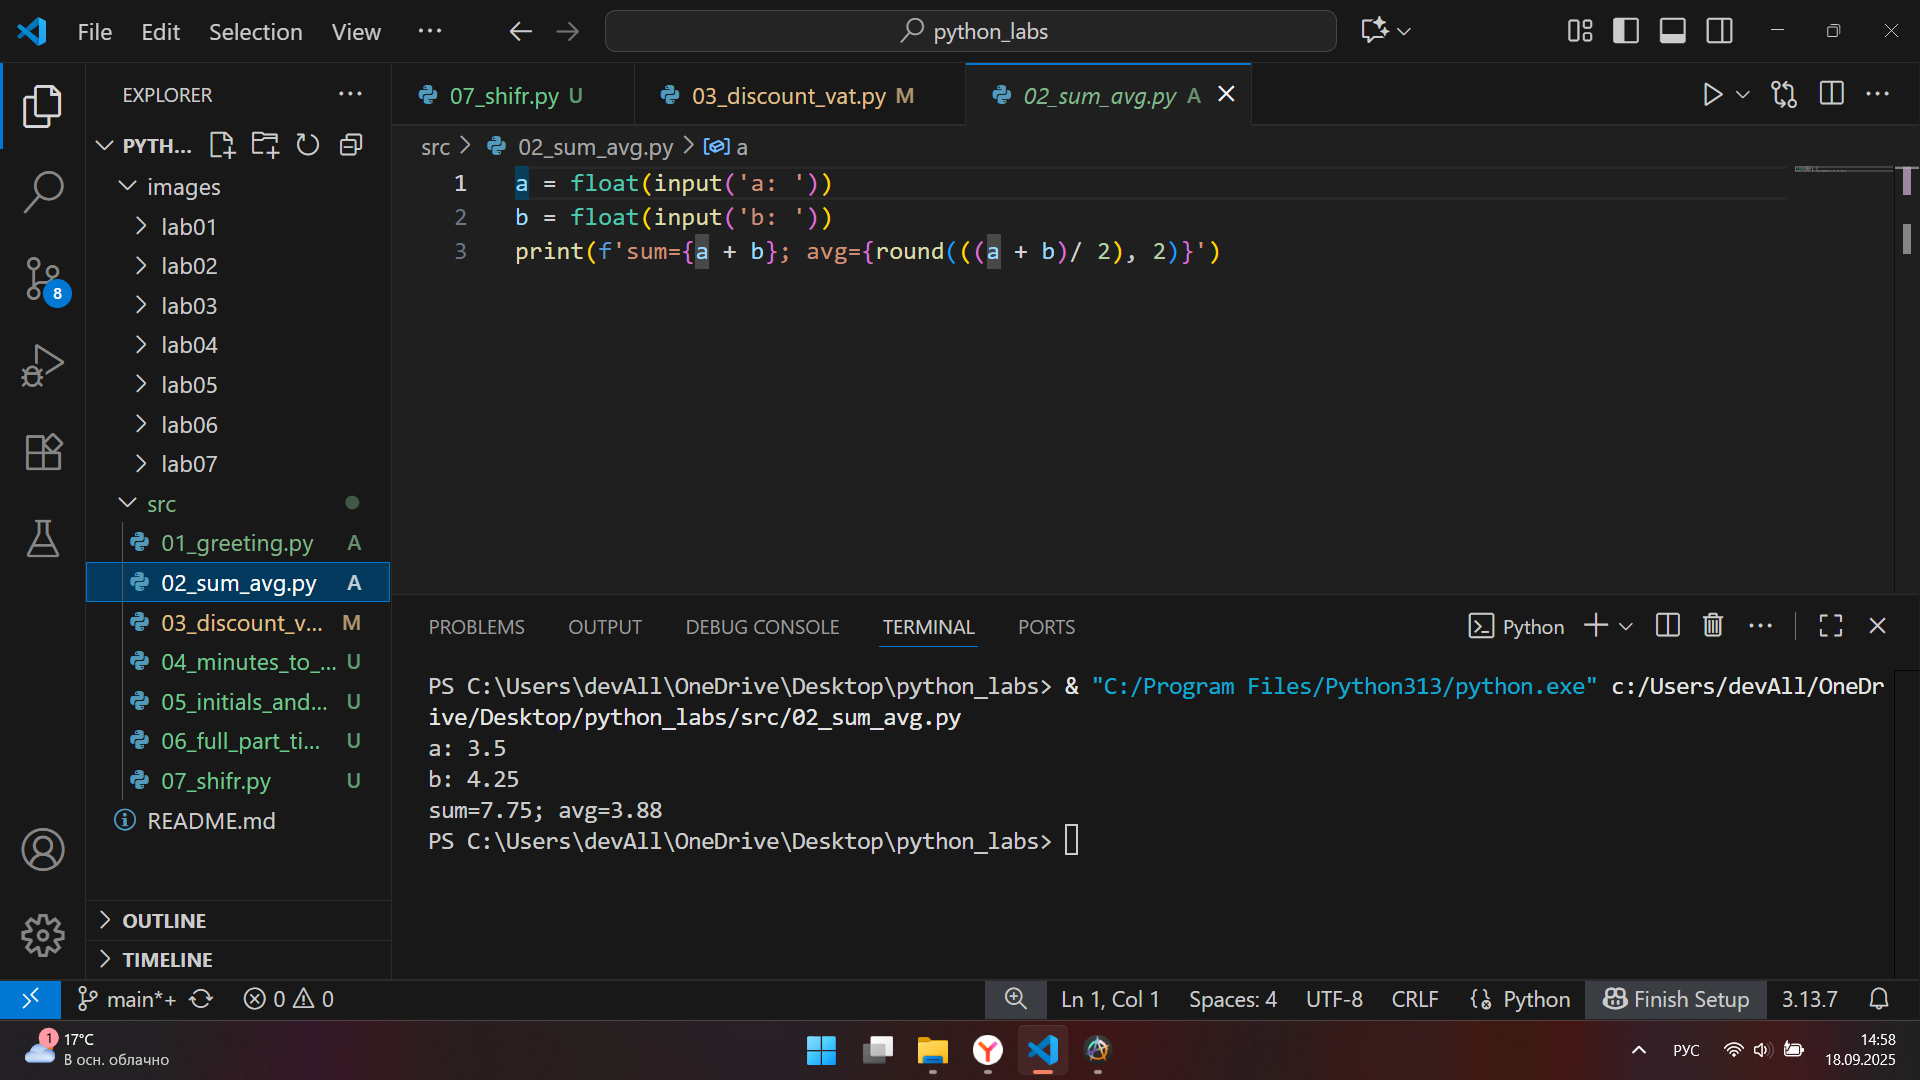 File Edit Selection View ··· python_labs
EXPLORER ···
PYTH...
images
lab01
lab02
lab03
lab04
lab05
lab06
lab07
src
01_greeting.py A
02_sum_avg.py A
03_discount_v... M
04_minutes_to_... U
05_initials_and... U
06_full_part_ti... U
07_shifr.py U
README.md
OUTLINE
TIMELINE
8
07_shifr.py U 03_discount_vat.py M 02_sum_avg.py A
src > 02_sum_avg.py > a
1 a = float(input('a: '))
2 b = float(input('b: '))
3 print(f'sum={a + b}; avg={round(((a + b)/ 2), 2)}')
PROBLEMS OUTPUT DEBUG CONSOLE TERMINAL PORTS Python
PS C:\Users\devAll\OneDrive\Desktop\python_labs> & "C:/Program Files/Python313/python.exe" c:/Users/devAll/OneDr
ive/Desktop/python_labs/src/02_sum_avg.py
a: 3.5
b: 4.25
sum=7.75; avg=3.88
PS C:\Users\devAll\OneDrive\Desktop\python_labs>
main*+ 0 0 Ln 1, Col 1 Spaces: 4 UTF-8 CRLF Python Finish Setup 3.13.7
1 17°C
В осн. облачно
РУС
14:58
18.09.2025